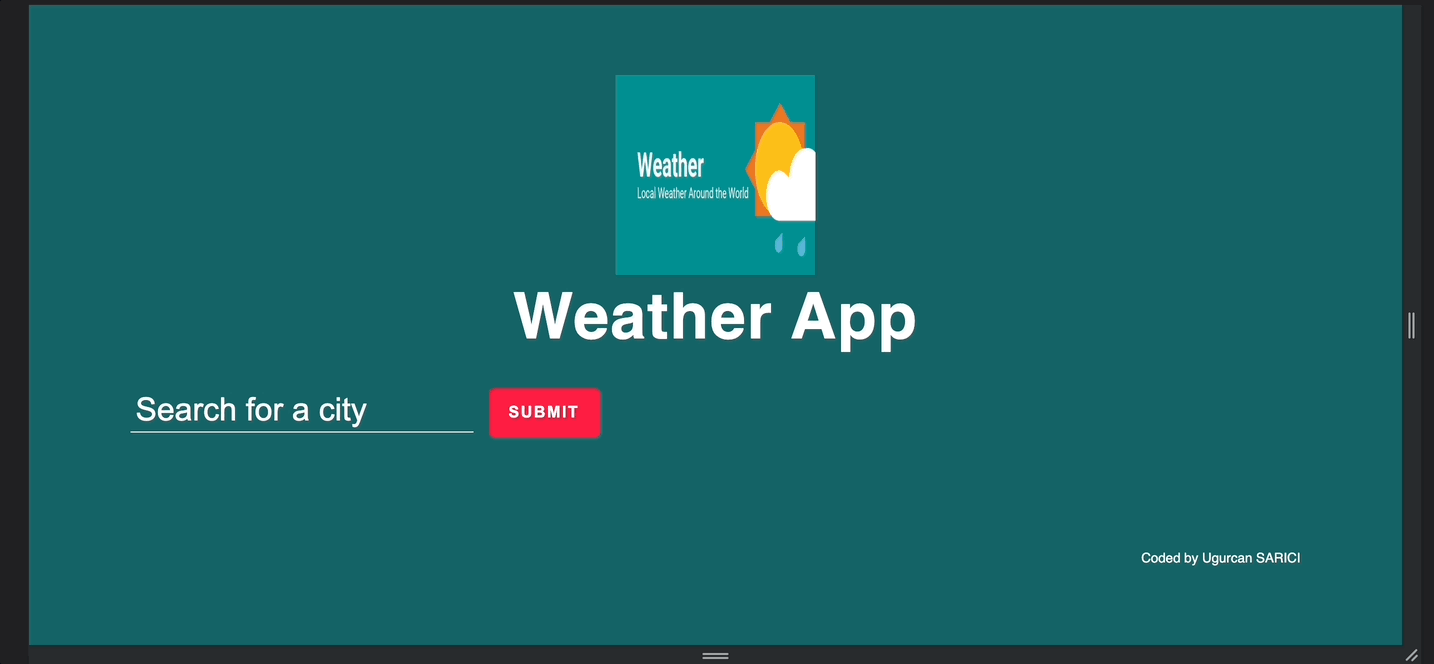 Weather
Local Weather Around the World
Weather App
Search for a city
SUBMIT
Coded by Ugurcan SARICI